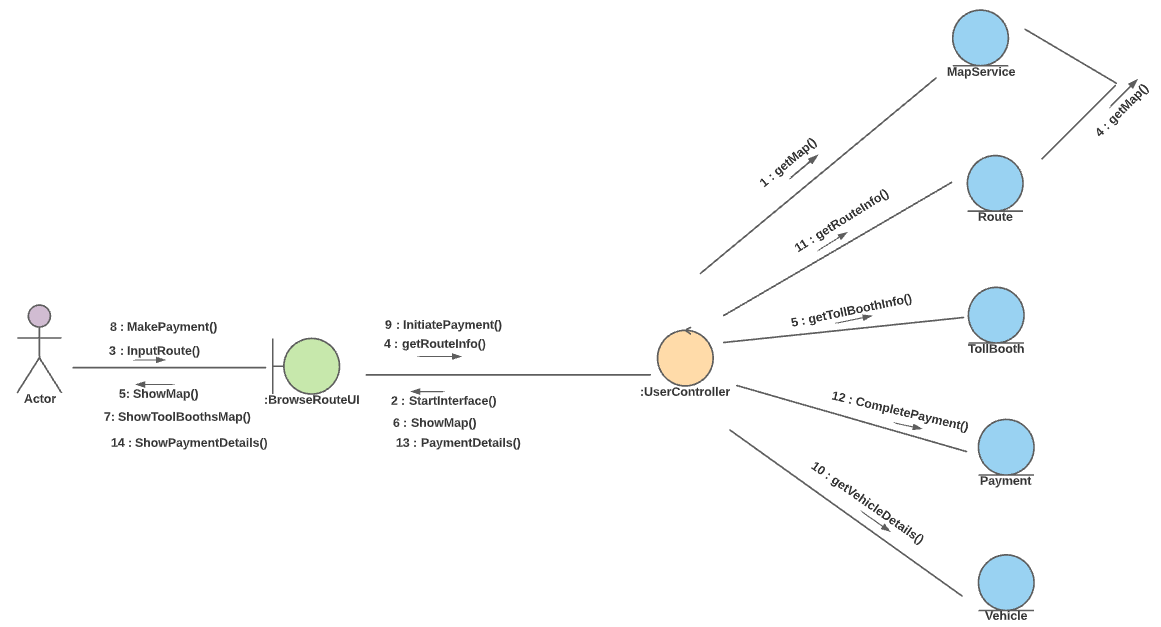 MapService
4 : getMap()
1 : getMap()
11 : getRouteInfo()
Route
5 : getTollBoothInfo()
TollBooth
8 : MakePayment()
3 : InputRoute()
9 : InitiatePayment()
4 : getRouteInfo()
Actor
:BrowseRouteUI
:UserController
5: ShowMap()
7: ShowToolBoothsMap()
14 : ShowPaymentDetails()
2 : StartInterface()
6 : ShowMap()
13 : PaymentDetails()
12 : CompletePayment()
Payment
10 : getVehicleDetails()
Vehicle